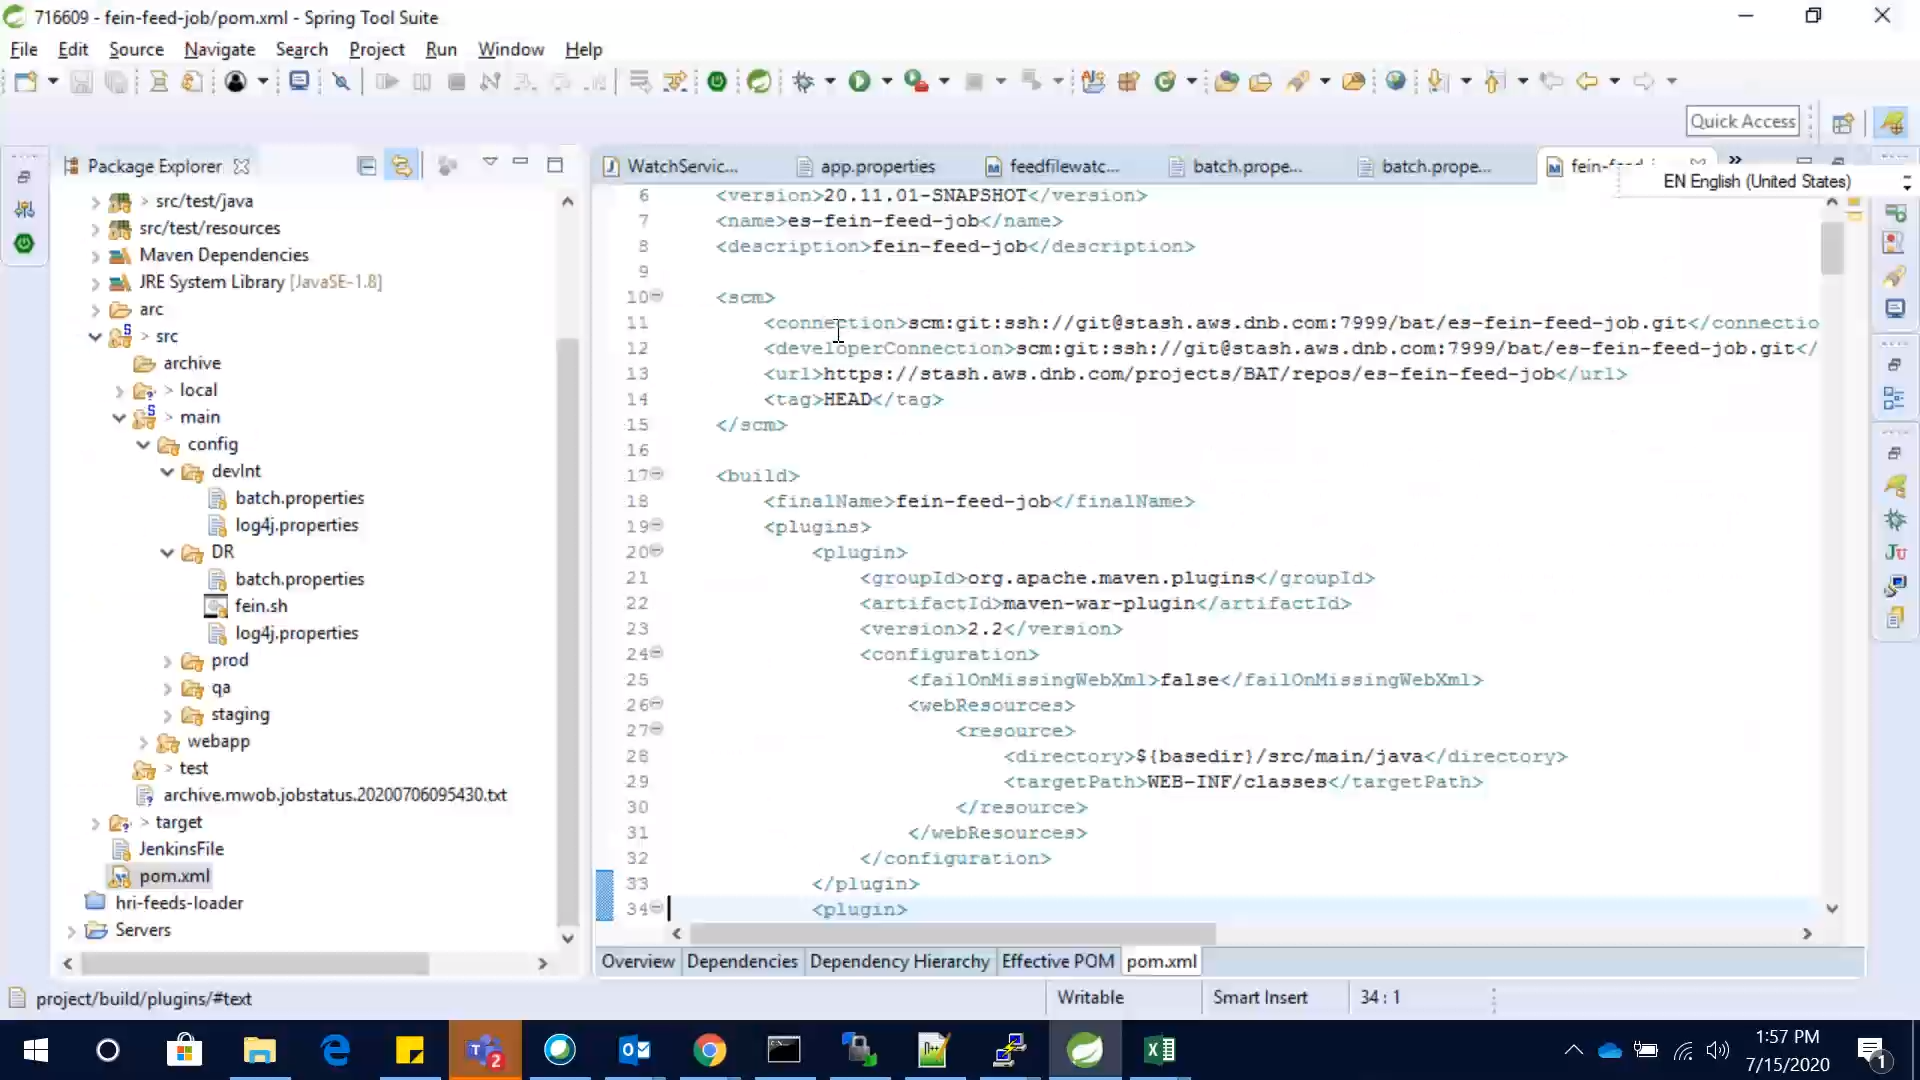 716609 - fein-feed-job/pom.xml - Spring Tool Suite
File Edit Source Navigate Search Project Run Window Help
Quick Access
Package Explorer
WatchServic...
app.properties
feedfilewatc...
batch.prope...
batch.prope...
EN English (United States)
> src/test/java
> src/test/resources
Maven Dependencies
JRE System Library [JavaSE-1.8]
arc
> src
archive
> local
> main
config
devInt
batch.properties
log4j.properties
DR
batch.properties
fein.sh
log4j.properties
prod
qa
staging
webapp
> test
archive.mwob.jobstatus.20200706095430.txt
> target
JenkinsFile
pom.xml
hri-feeds-loader
Servers
6 <version>20.11.01-SNAPSHOT</version>
7 <name>es-fein-feed-job</name>
8 <description>fein-feed-job</description>
9
10 <scm>
11 <connection>scm:git:ssh://git@stash.aws.dnb.com:7999/bat/es-fein-feed-job.git</connectio
12 <developerConnection>scm:git:ssh://git@stash.aws.dnb.com:7999/bat/es-fein-feed-job.git</
13 <url>https://stash.aws.dnb.com/projects/BAT/repos/es-fein-feed-job</url>
14 <tag>HEAD</tag>
15 </scm>
16
17 <build>
18 <finalName>fein-feed-job</finalName>
19 <plugins>
20 <plugin>
21 <groupId>org.apache.maven.plugins</groupId>
22 <artifactId>maven-war-plugin</artifactId>
23 <version>2.2</version>
24 <configuration>
25 <failOnMissingWebXml>false</failOnMissingWebXml>
26 <webResources>
27 <resource>
28 <directory>${basedir}/src/main/java</directory>
29 <targetPath>WEB-INF/classes</targetPath>
30 </resource>
31 </webResources>
32 </configuration>
33 </plugin>
34 <plugin>
Overview Dependencies Dependency Hierarchy Effective POM pom.xml
project/build/plugins/#text
Writable
Smart Insert
34 : 1
1:57 PM
7/15/2020